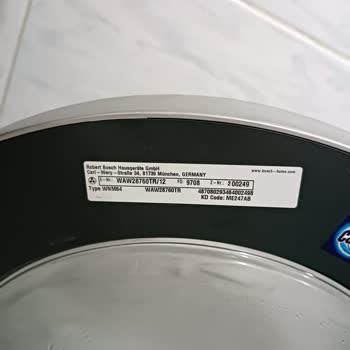 Robert Bosch Hausgeräte GmbH
Carl-Wery-Straße 34, 81739 München, GERMANY
www.bosch-home.com
E-Nr.: WAW28760TR/12 FD: 9708 Z-Nr.: 200249
Type WNM64 WAW28760TR 487080293464002498
KD Code: ME247AB